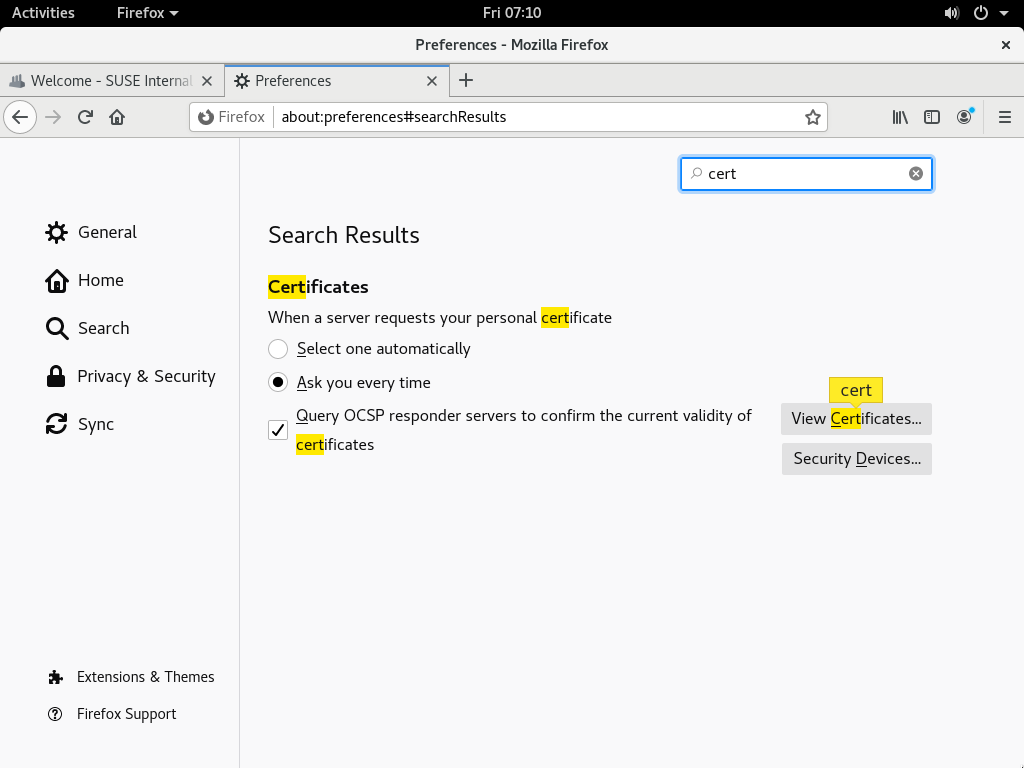 Activities Firefox Fri 07:10
Preferences - Mozilla Firefox
Welcome - SUSE Internal Preferences
Firefox about:preferences#searchResults
cert
General
Home
Search
Privacy & Security
Sync
Extensions & Themes
Firefox Support
Search Results
Certificates
When a server requests your personal certificate
Select one automatically
Ask you every time
Query OCSP responder servers to confirm the current validity of
certificates
cert
View Certificates...
Security Devices...